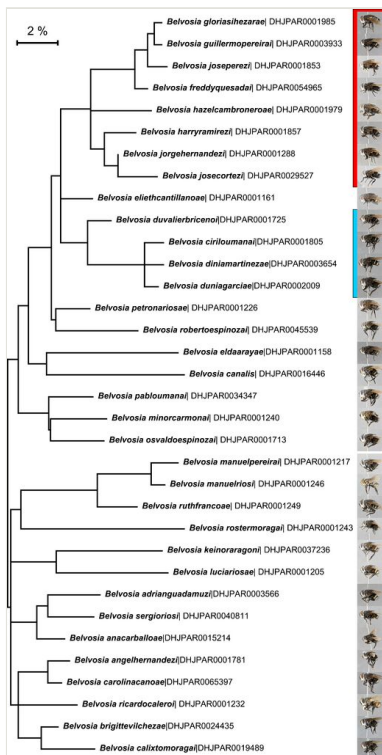 Belvosia gloriasihezarae| DHJPAR0001985
2 %
Belvosia guillermopereirai| DHJPAR0003933
Belvosia joseperezi| DHJPAR0001853
Belvosia freddyquesadai| DHJPAR0054965
Belvosia hazelcambroneroae| DHJPAR0001979
Belvosia harryramirezi| DHJPAR0001857
Belvosia jorgehernandezi| DHJPAR0001288
Belvosia josecortezi| DHJPAR0029527
Belvosia eliethcantillanoae| DHJPAR0001161
Belvosia duvalierbricenoi|DHJPAR0001725
Belvosia ciriloumanai|DHJPAR0001805
Belvosia diniamartinezae|DHJPAR0003654
Belvosia duniagarciae|DHJPAR0002009
Belvosia petronariosae| DHJPAR0001226
Belvosia robertoespinozai| DHJPAR0045539
Belvosia eldaarayae| DHJPAR0001158
Belvosia canalis| DHJPAR0016446
Belvosia pabloumanai| DHJPAR0034347
Belvosia minorcarmonai| DHJPAR0001240
Belvosia osvaldoespinozai| DHJPAR0001713
Belvosia manuelpereirai| DHJPAR0001217
Belvosia manuelriosi| DHJPAR0001246
Belvosia ruthfrancoae| DHJPAR0001249
Belvosia rostermoragai| DHJPAR0001243
Belvosia keinoraragoni| DHJPAR0037236
Belvosia luciariosae| DHJPAR0001205
Belvosia adrianguadamuzi| DHJPAR0003566
Belvosia sergioriosi| DHJPAR0040811
Belvosia anacarballoae|DHJPAR0015214
Belvosia angelhernandezi|DHJPAR0001781
Belvosia carolinacanoae|DHJPAR0065397
Belvosia ricardocaleroi| DHJPAR0001232
Belvosia brigittevilchezae|DHJPAR0024435
Belvosia calixtomoragai|DHJPAR0019489